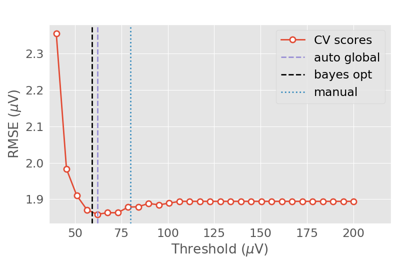 CV scores
auto global
bayes opt
manual
2.3
2.2
2.1
2.0
1.9
RMSE (μV)
50 75 100 125 150 175 200
Threshold (μV)